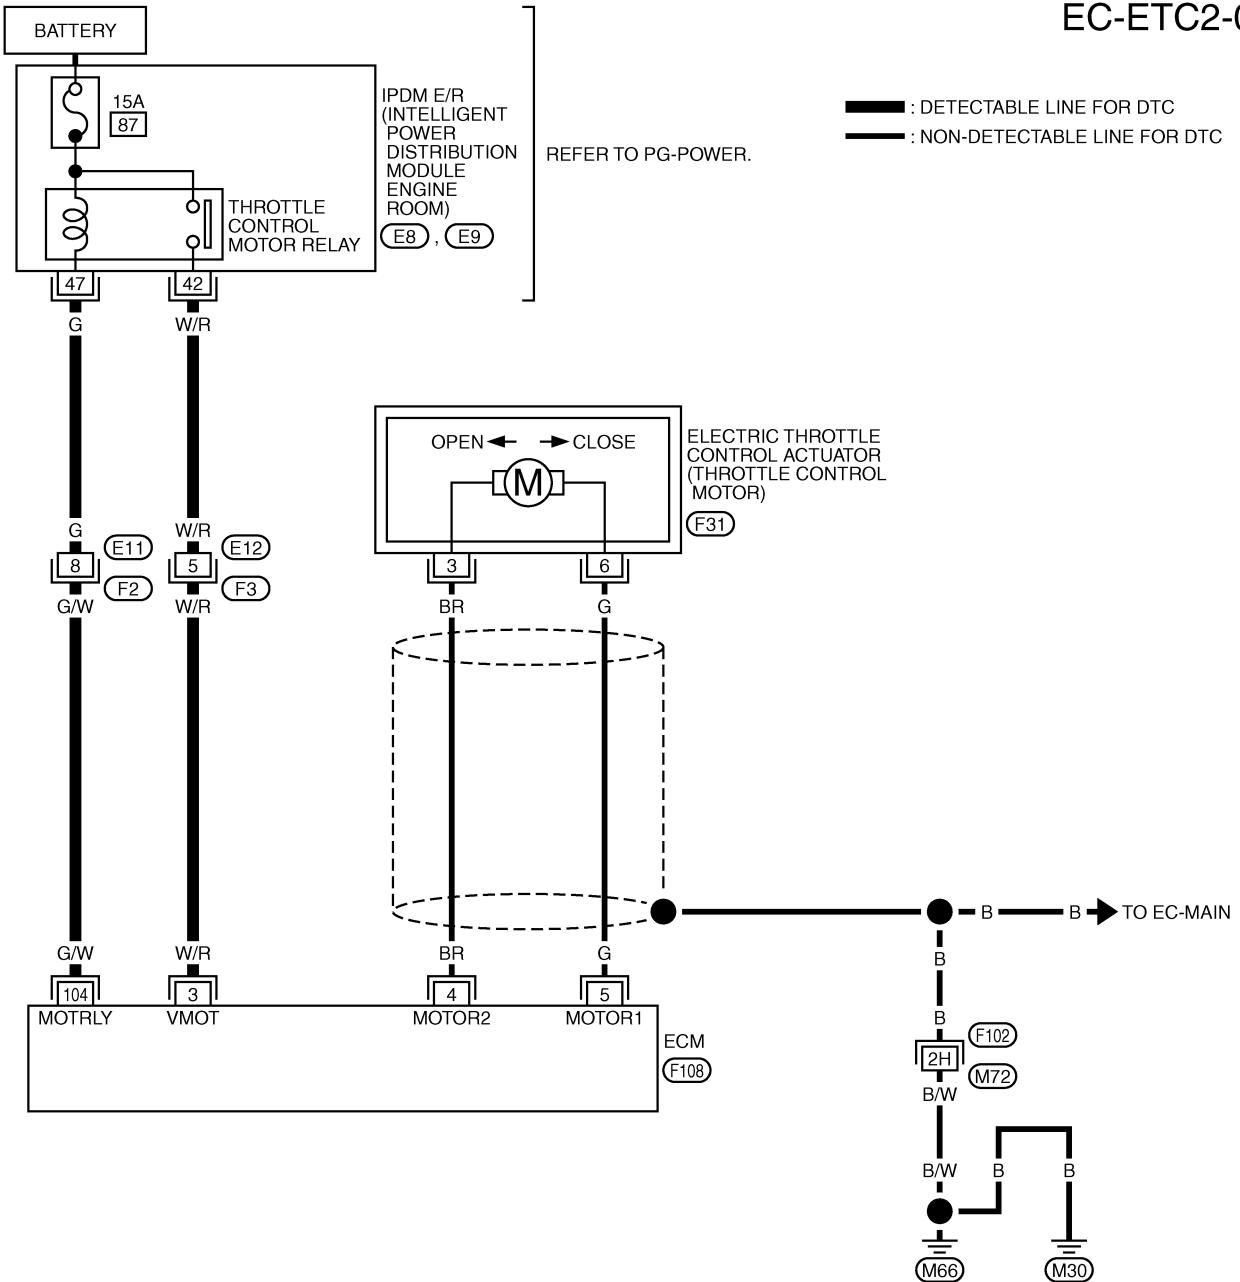 EC-ETC2-0
BATTERY
15A
87
IPDM E/R
(INTELLIGENT
POWER
DISTRIBUTION
MODULE
ENGINE
ROOM)
E8 , E9
REFER TO PG-POWER.
: DETECTABLE LINE FOR DTC
: NON-DETECTABLE LINE FOR DTC
THROTTLE
CONTROL
MOTOR RELAY
47 42
G W/R
OPEN CLOSE
M
ELECTRIC THROTTLE
CONTROL ACTUATOR
(THROTTLE CONTROL
MOTOR)
F31
G W/R
E11 E12
8 5 3 6
F2 F3
G/W W/R BR G
B B TO EC-MAIN
G/W W/R BR G B
104 3 4 5
MOTRLY VMOT MOTOR2 MOTOR1 B
ECM
F108
F102
2H
M72
B/W
B/W B B
M66 M30